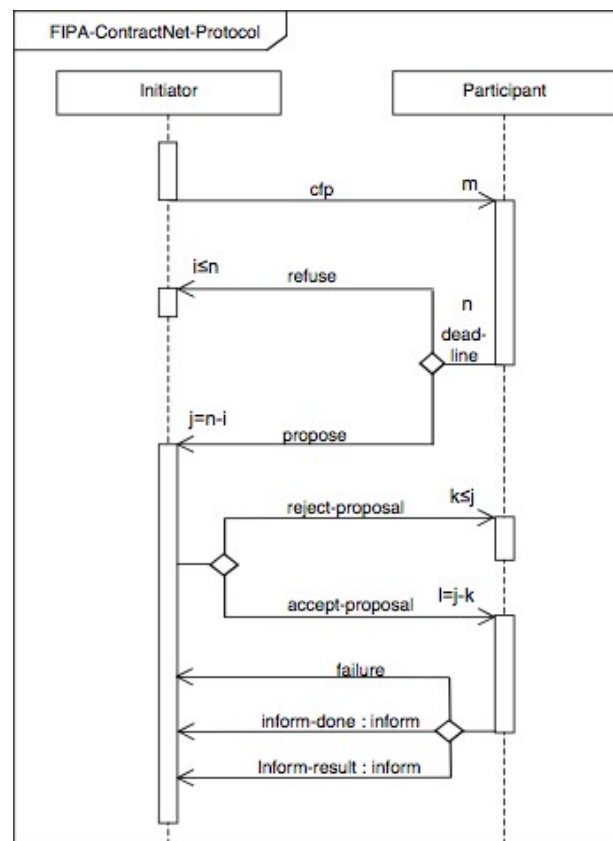 FIPA-ContractNet-Protocol
Initiator
Participant
cfp
m
i≤n
refuse
n
dead-
line
j=n-i
propose
reject-proposal
k≤j
accept-proposal
l=j-k
failure
inform-done : inform
Inform-result : inform